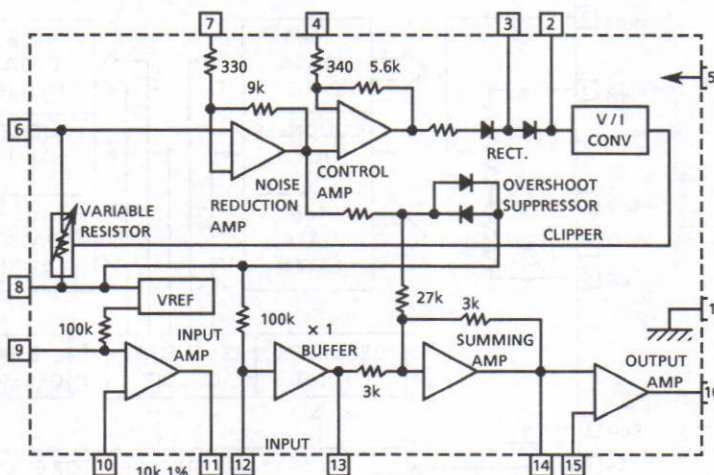 7 4 3 2
330 340 5.6k
9k
5
6
V / I
CONV
RECT.
NOISE
REDUCTION
AMP
CONTROL
AMP
OVERSHOOT
SUPPRESSOR
VARIABLE
RESISTOR
CLIPPER
8
VREF
27k
3k
1
100k
100k
× 1
BUFFER
INPUT
AMP
SUMMING
AMP
OUTPUT
AMP
9
3k
INPUT
10 11 12 13 14 15
10k 1%